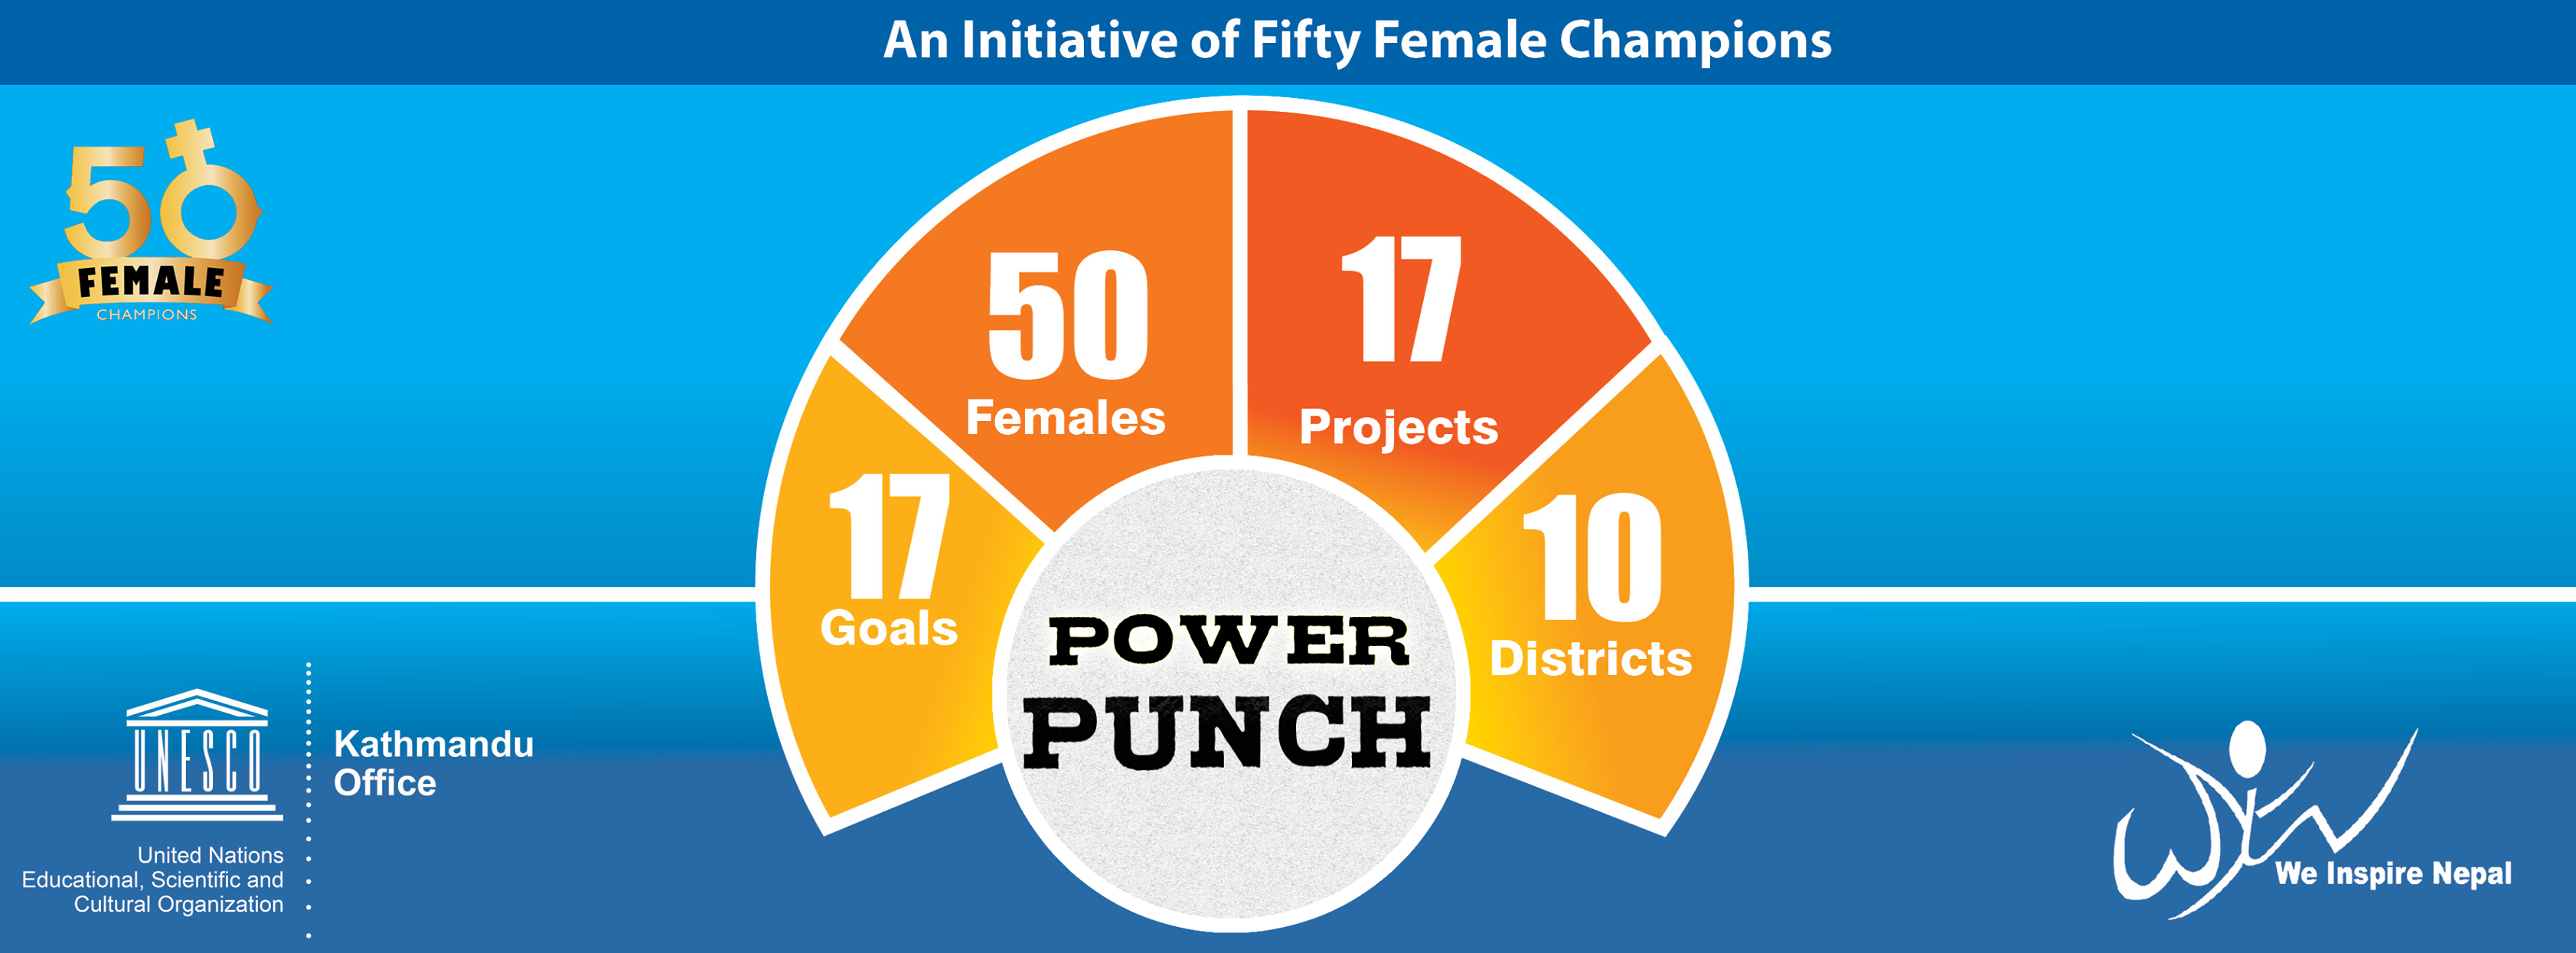 An Initiative of Fifty Female Champions
50
FEMALE
CHAMPIONS
50
Females
17
Projects
17
Goals
10
Districts
POWER
PUNCH
UNESCO
Kathmandu
Office
United Nations
Educational, Scientific and
Cultural Organization
WIN
We Inspire Nepal